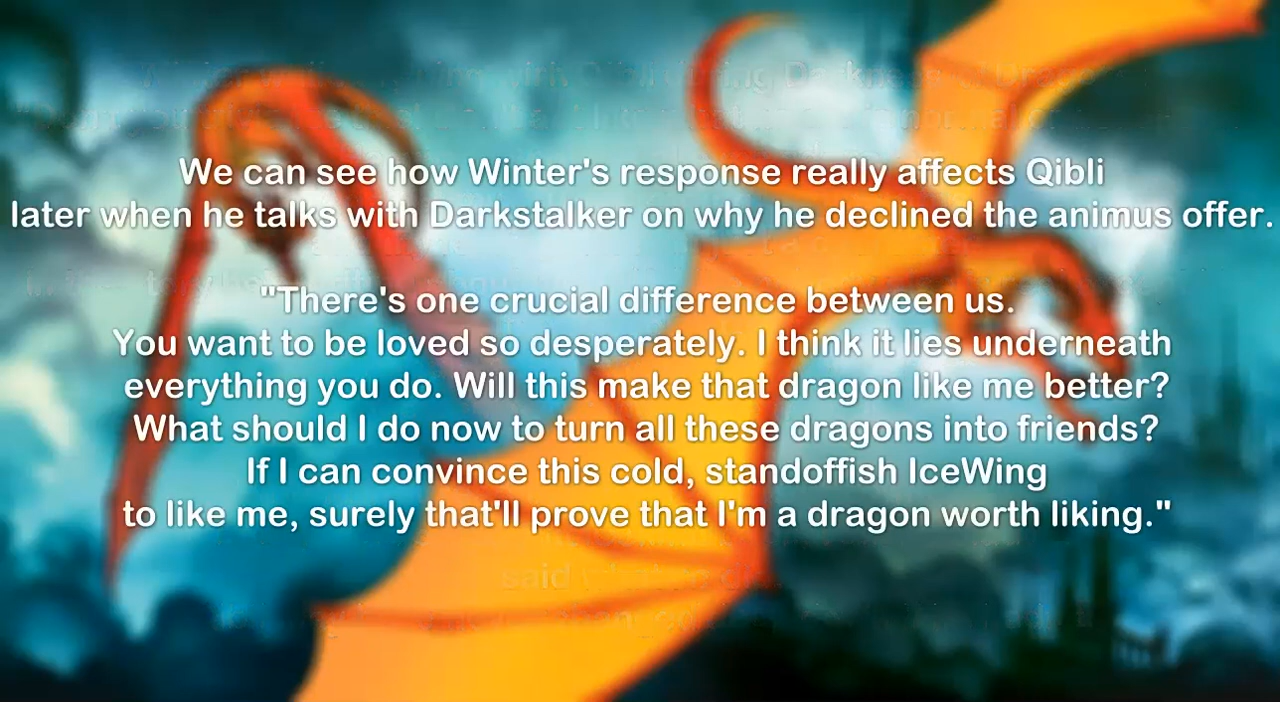 We can see how Winter's response really affects Qibli
later when he talks with Darkstalker on why he declined the animus offer.
"There's one crucial difference between us.
You want to be loved so desperately. I think it lies underneath
everything you do. Will this make that dragon like me better?
What should I do now to turn all these dragons into friends?
If I can convince this cold, standoffish IceWing
to like me, surely that'll prove that I'm a dragon worth liking."
said